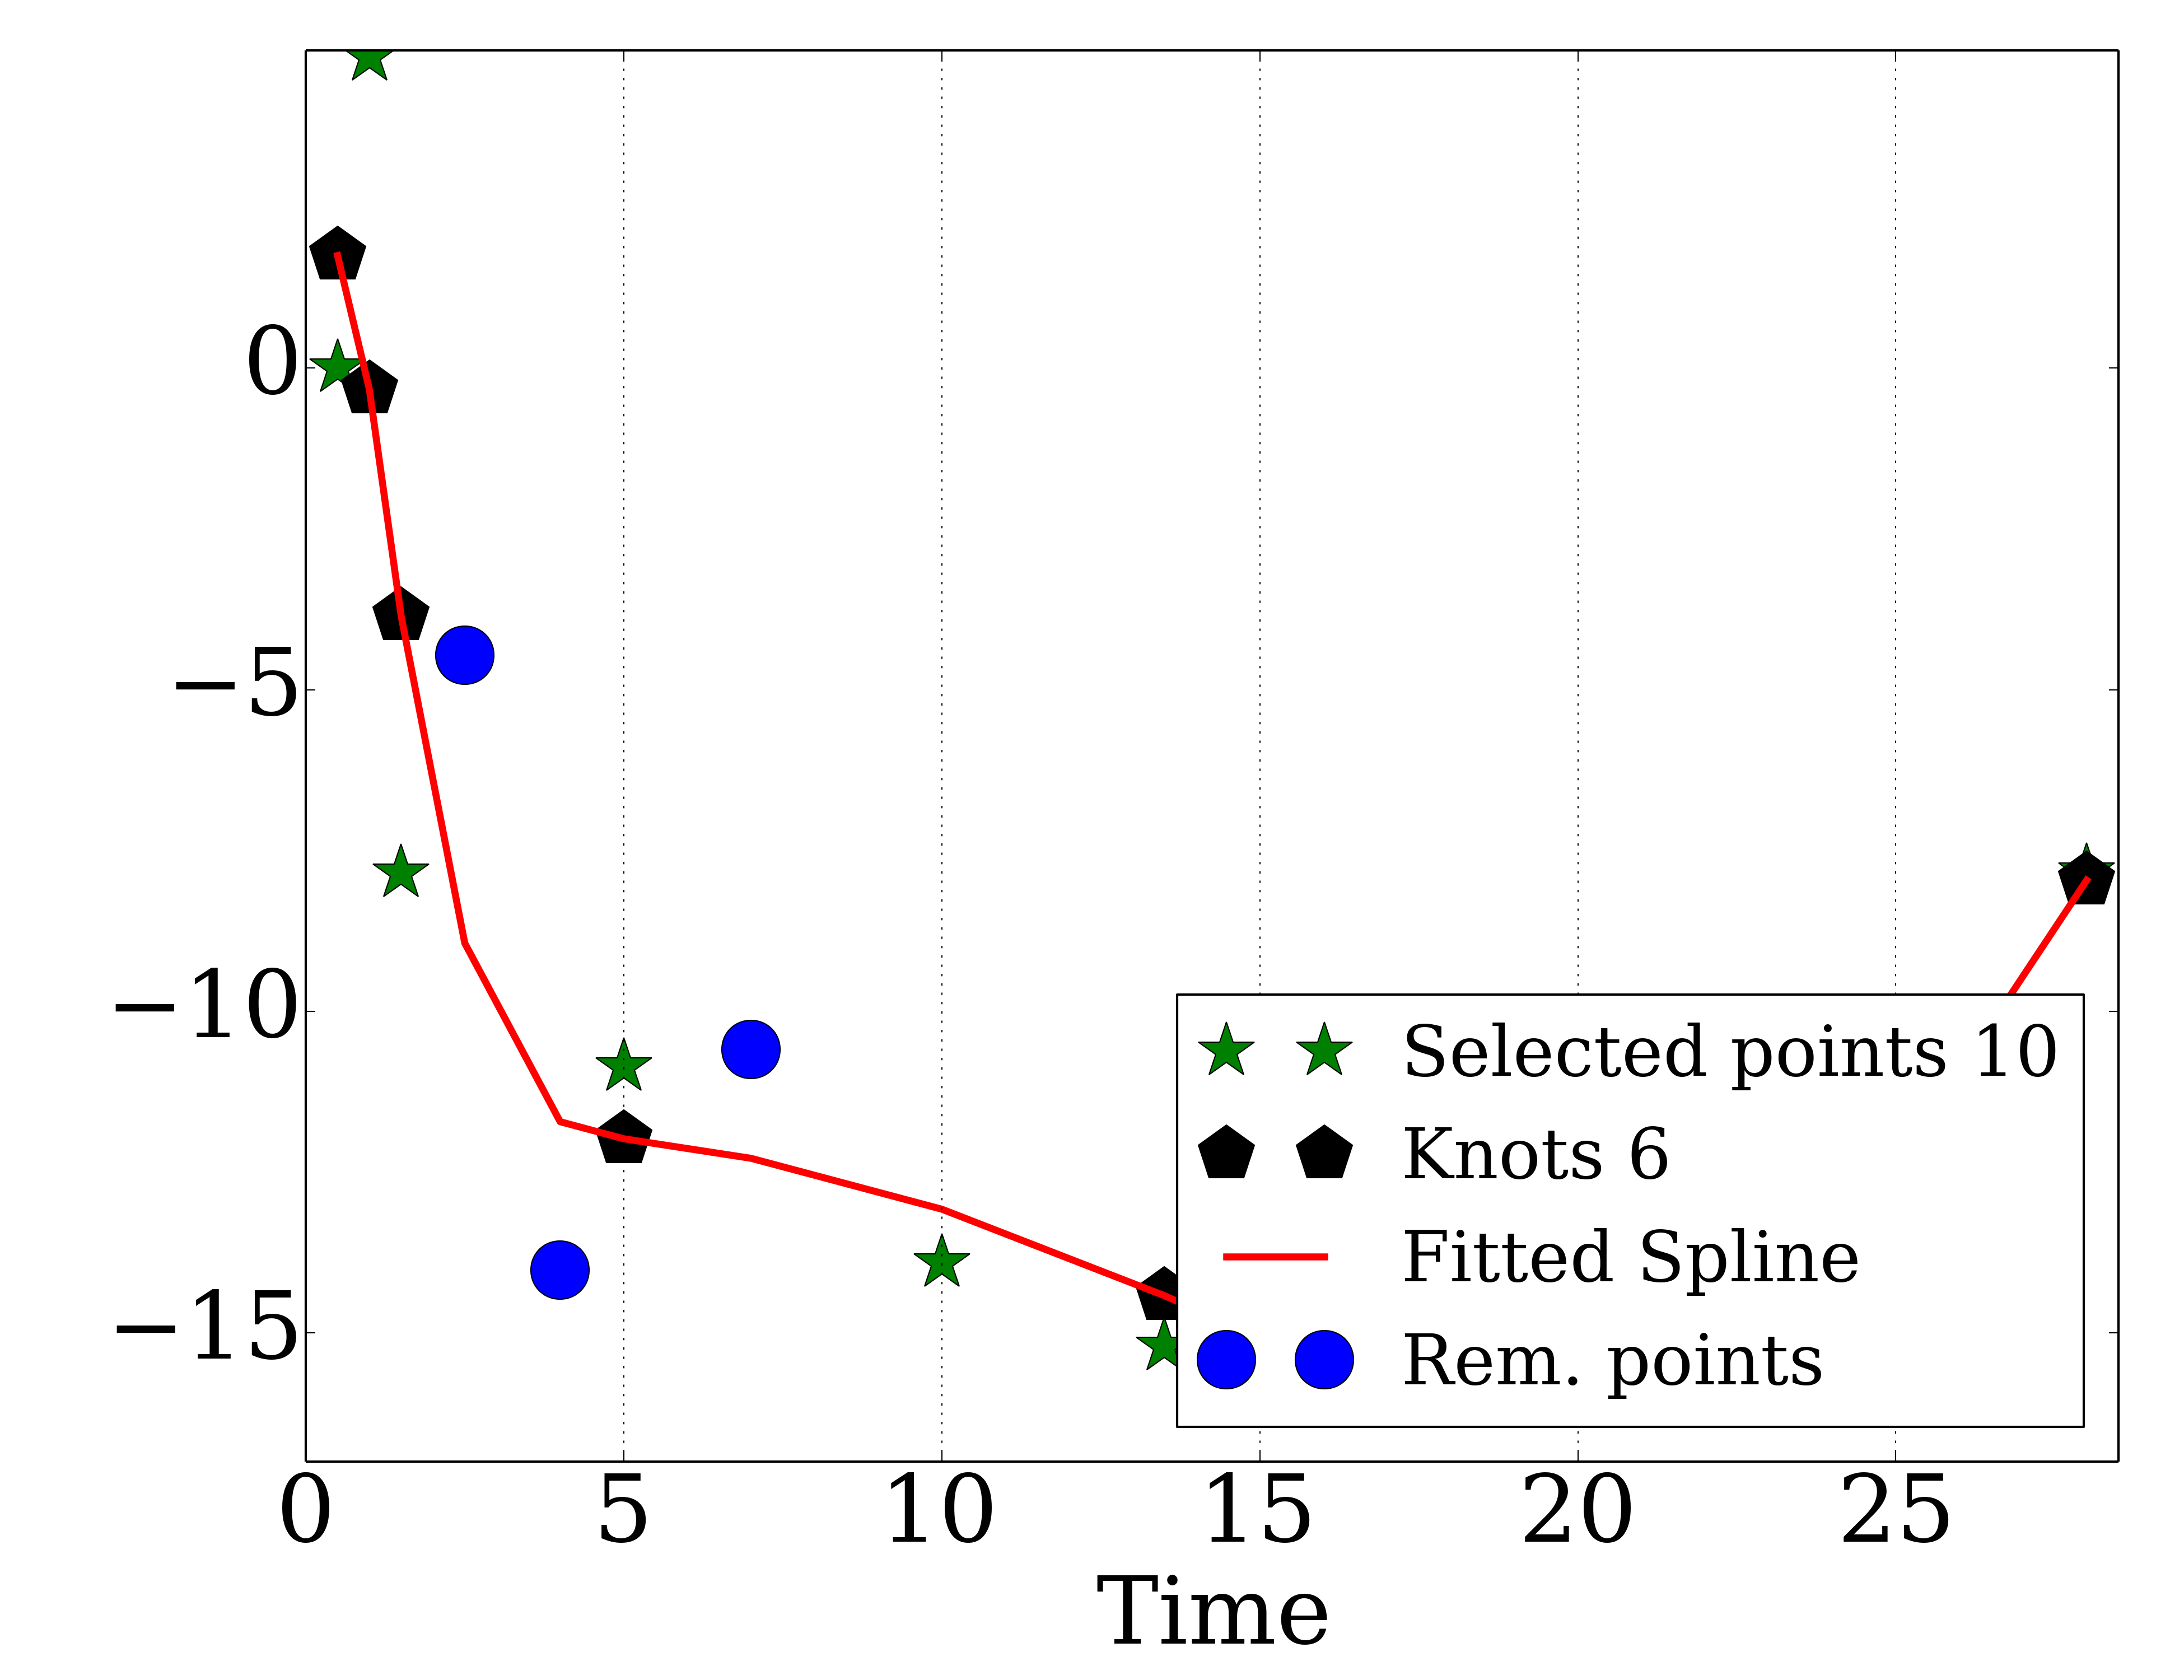 0
−5
−10
−15
Selected points 10
Knots 6
Fitted Spline
Rem. points
0 5 10 15 20 25
Time